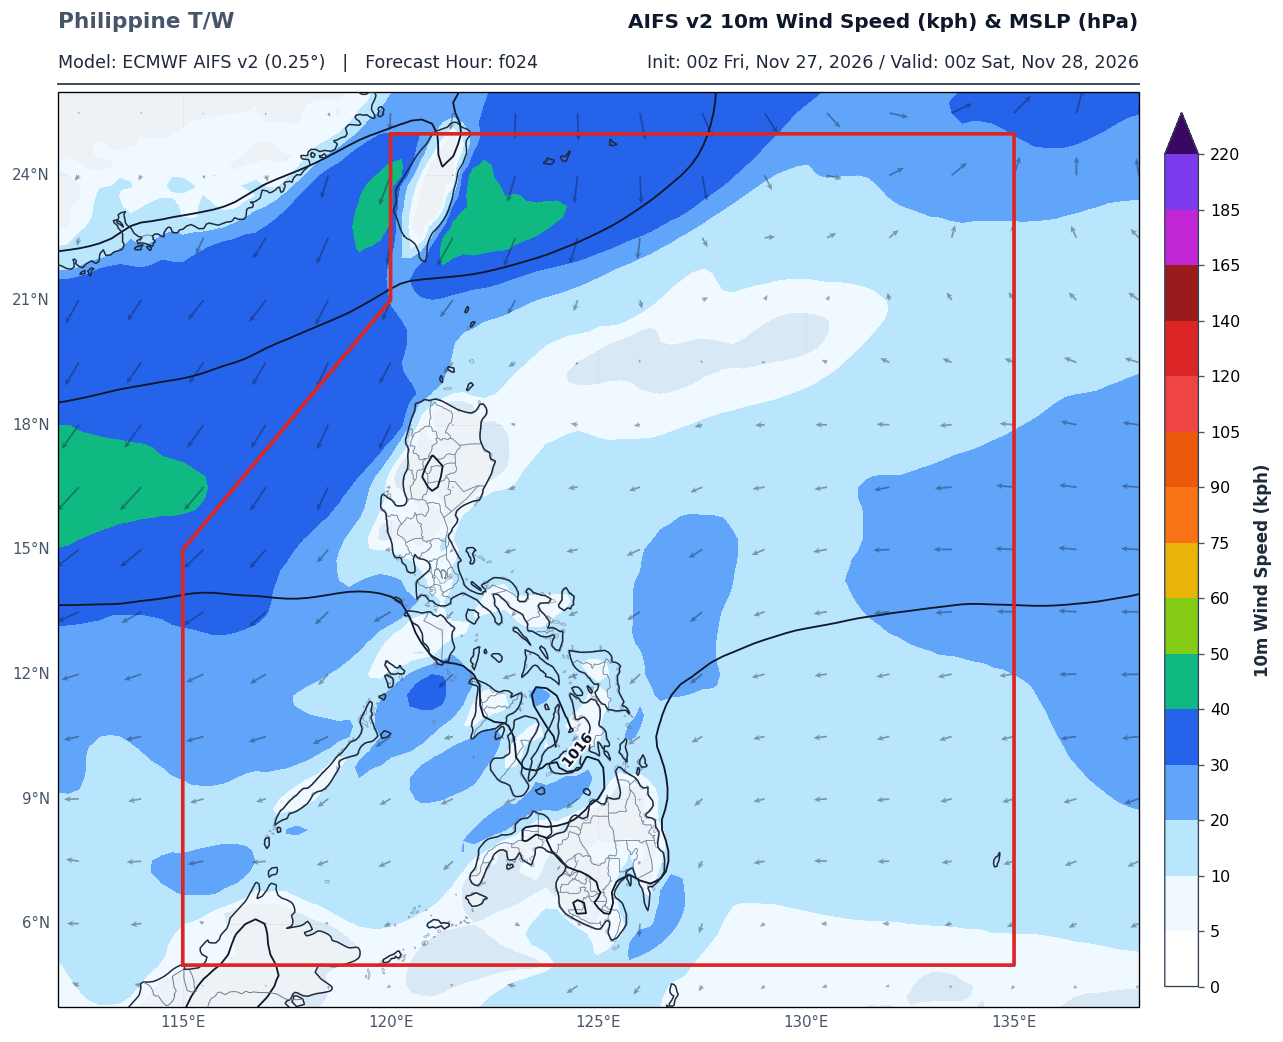 Philippine T/W
AIFS v2 10m Wind Speed (kph) & MSLP (hPa)
Model: ECMWF AIFS v2 (0.25°)   |   Forecast Hour: f024
Init: 00z Fri, Nov 27, 2026 / Valid: 00z Sat, Nov 28, 2026
24°N
21°N
18°N
15°N
12°N
9°N
6°N
115°E
120°E
125°E
130°E
135°E
1016
220
185
165
140
120
105
90
75
60
50
40
30
20
10
5
0
10m Wind Speed (kph)